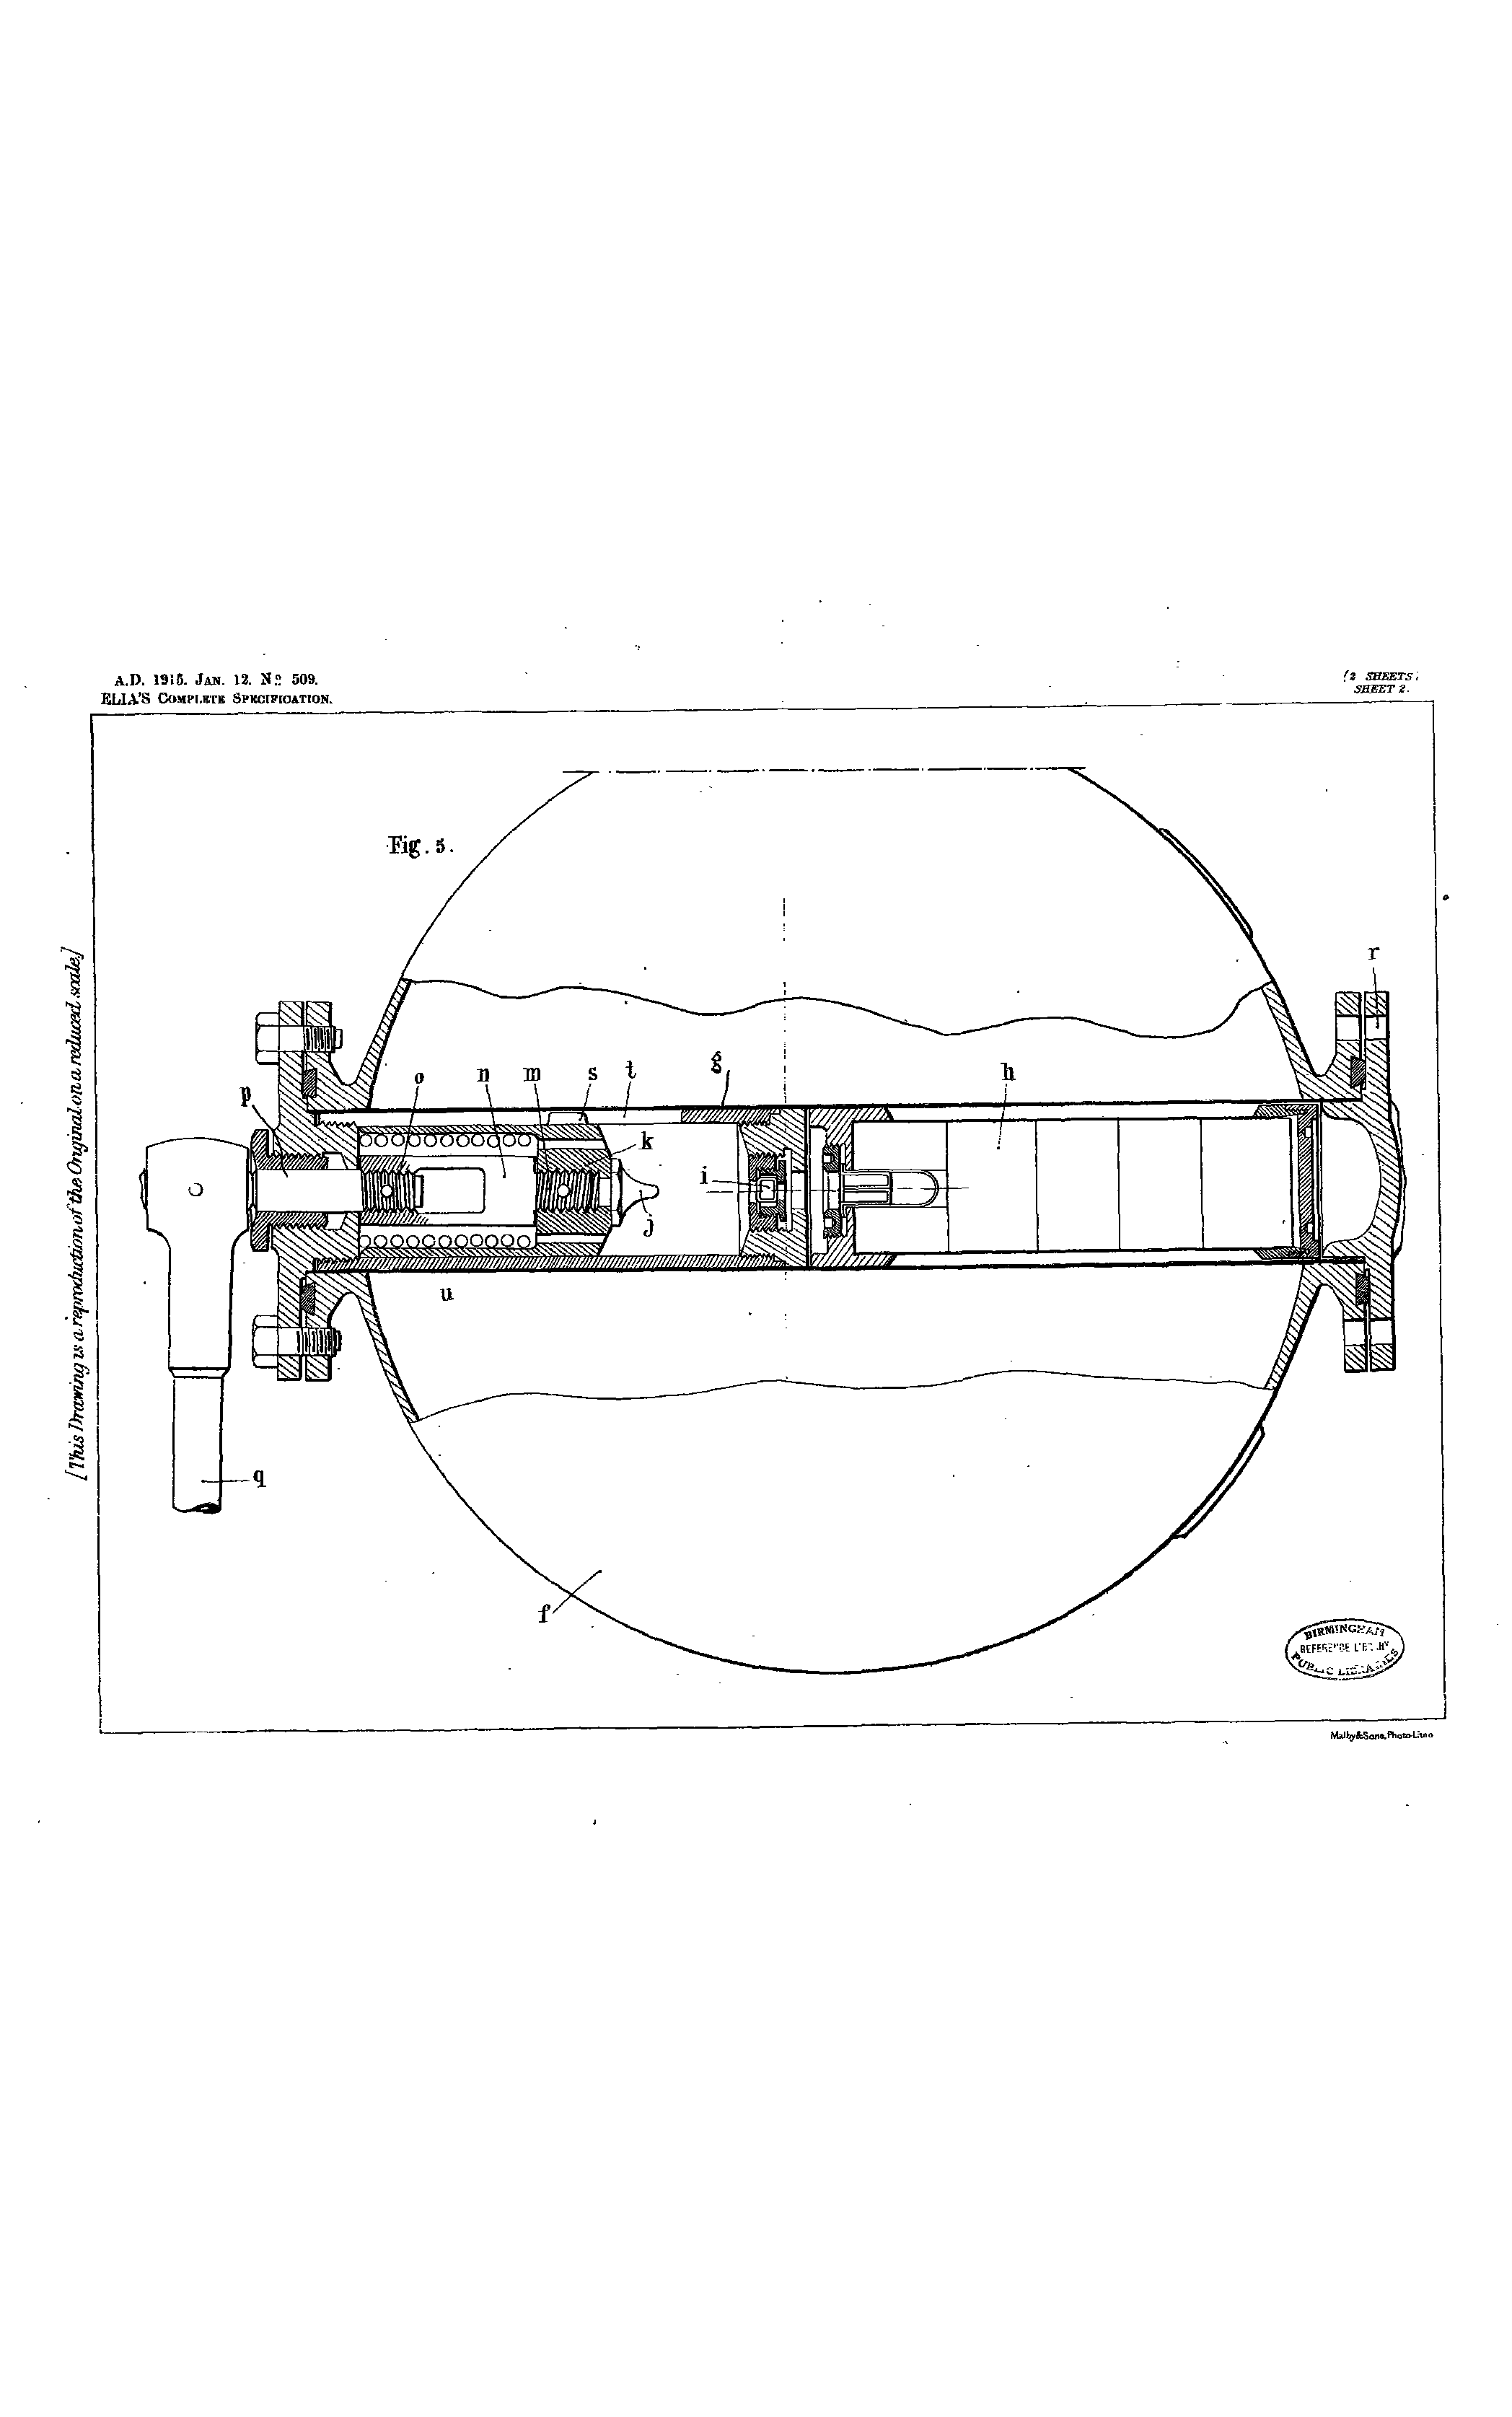 A.D. 1915. JAN. 12. No 509.
ELIA'S COMPLETE SPECIFICATION.
(2 SHEETS)
SHEET 2.
[This Drawing is a reproduction of the Original on a reduced scale]
Fig. 5.
r
p
o
n
m
s
t
g
h
k
i
j
u
q
f
BIRMINGHAM
REFERENCE LIBRARY
PUBLIC LIBRARIES
Malby & Sons, Photo-Litho